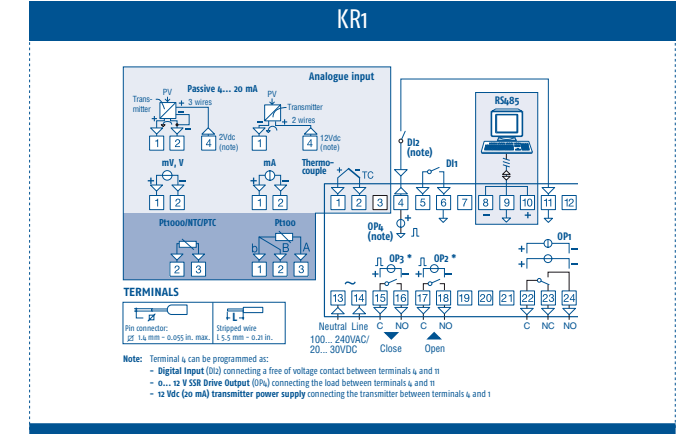 KR1
Analogue input
Passive 4... 20 mA
PV
Trans-
mitter
3 wires
+
–
1 2 4
2Vdc
(note)
PV
Transmitter
+
2 wires
–
1 4
12Vdc
(note)
mV, V
+ –
1 2
mA
+ –
1 2
Thermo-
couple
+ – TC
Pt1000/NTC/PTC
2 3
Pt100
b B A
1 2 3
RS485
DI2
(note)
DI1
1 2 3 4 5 6 7 8 9 10 11 12
– +
OP4
(note)
+
–
OP1
+ –
+ –
OP3 *
+ –
OP2 *
+ –
~
13 14 15 16 17 18 19 20 21 22 23 24
Neutral Line C NO C NO C NC NO
100... 240VAC/
20... 30VDC
Close Open
TERMINALS
Pin connector:
Ø 1.4 mm - 0.055 in. max.
L
Stripped wire
L 5.5 mm - 0.21 in.
Note: Terminal 4 can be programmed as:
– Digital Input (DI2) connecting a free of voltage contact between terminals 4 and 11
– 0... 12 V SSR Drive Output (OP4) connecting the load between terminals 4 and 11
– 12 Vdc (20 mA) transmitter power supply connecting the transmitter between terminals 4 and 1